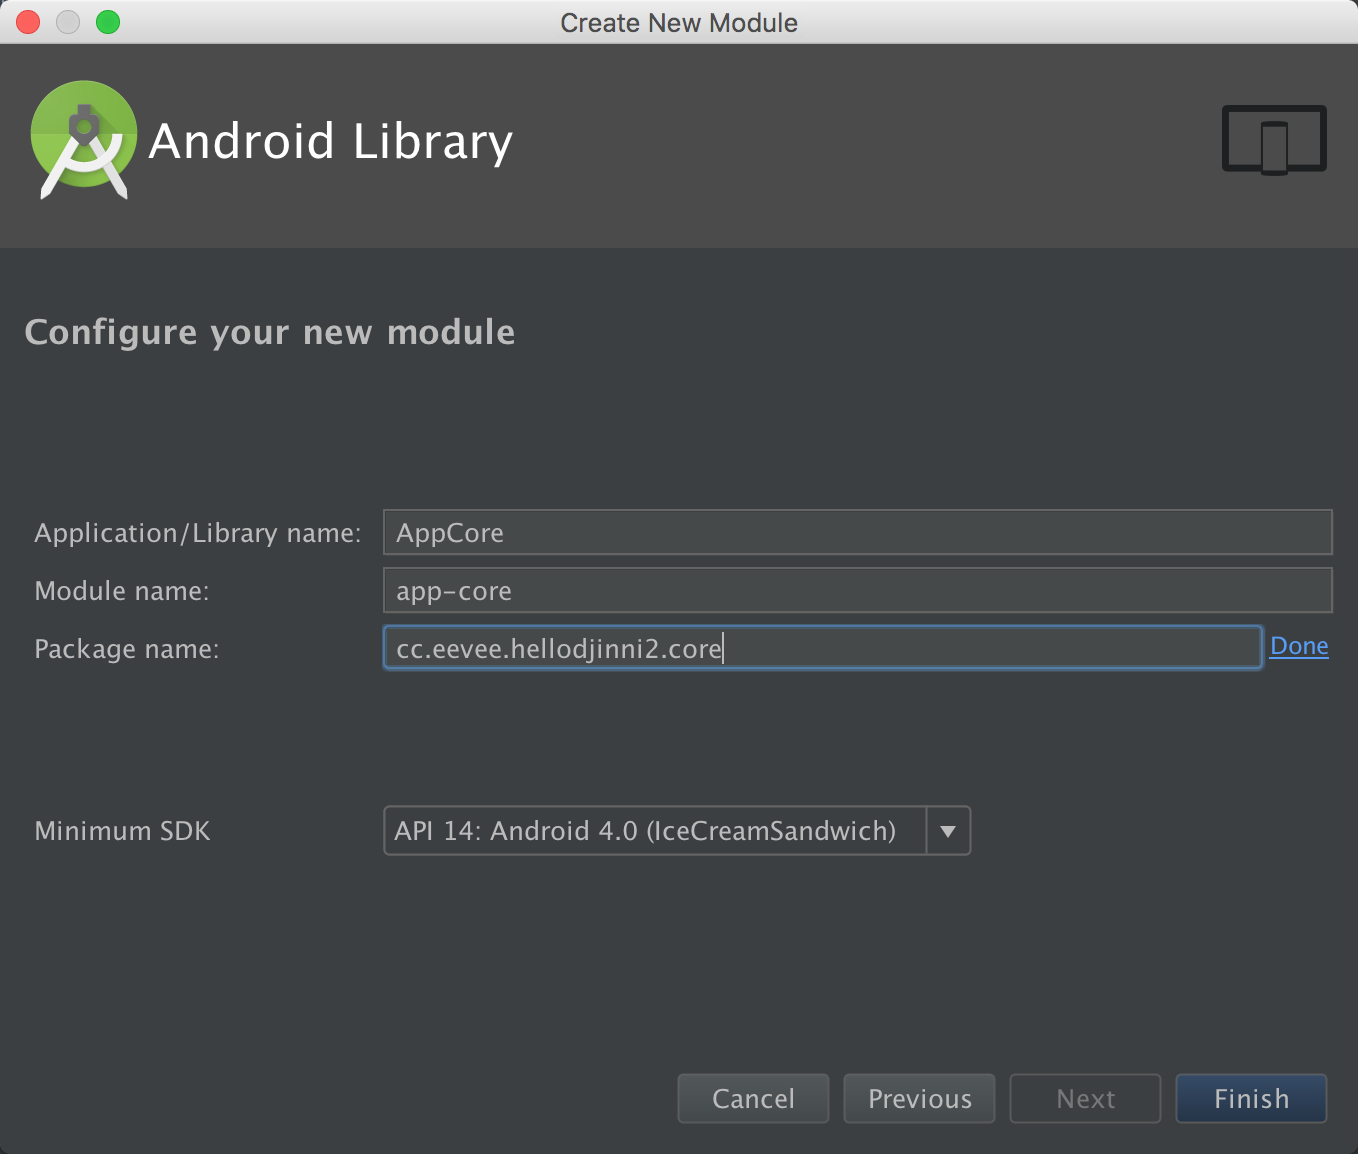 Create New Module
Android Library
Configure your new module
Application/Library name: AppCore
Module name: app-core
Package name: cc.eevee.hellodjinni2.core Done
Minimum SDK API 14: Android 4.0 (IceCreamSandwich)
Cancel Previous Next Finish